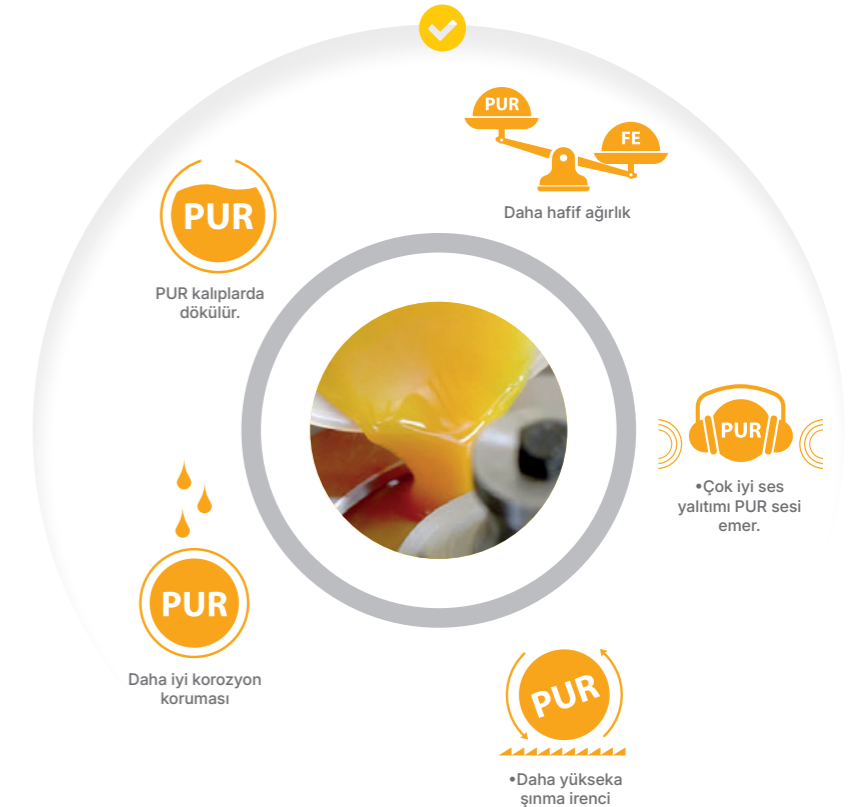 PUR
FE
Daha hafif ağırlık
PUR
PUR kalıplarda
dökülür.
PUR
•Çok iyi ses
yalıtımı PUR sesi
emer.
PUR
Daha iyi korozyon
koruması
PUR
•Daha yükseka
şınma irenci